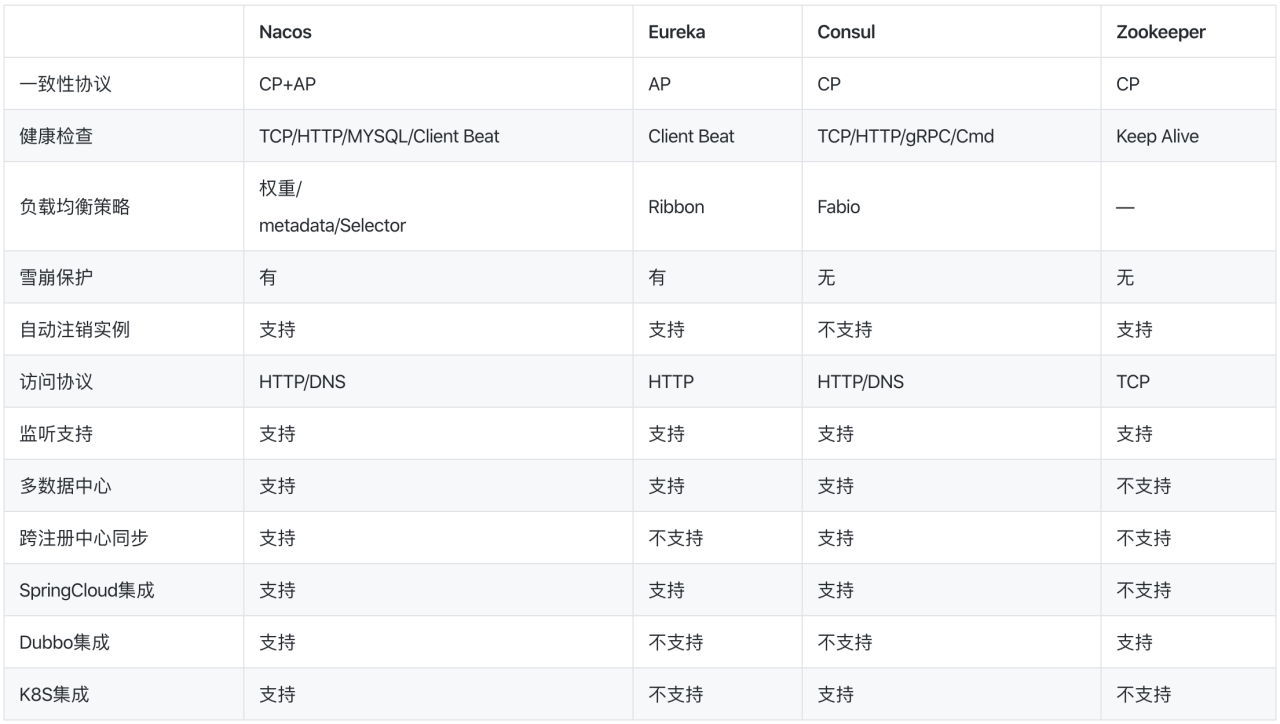 Nacos Eureka Consul Zookeeper
一致性协议 CP+AP AP CP CP
健康检查 TCP/HTTP/MYSQL/Client Beat Client Beat TCP/HTTP/gRPC/Cmd Keep Alive
负载均衡策略 权重/
metadata/Selector Ribbon Fabio —
雪崩保护 有 有 无 无
自动注销实例 支持 支持 不支持 支持
访问协议 HTTP/DNS HTTP HTTP/DNS TCP
监听支持 支持 支持 支持 支持
多数据中心 支持 支持 支持 不支持
跨注册中心同步 支持 不支持 支持 不支持
SpringCloud集成 支持 支持 支持 不支持
Dubbo集成 支持 不支持 不支持 支持
K8S集成 支持 不支持 支持 不支持